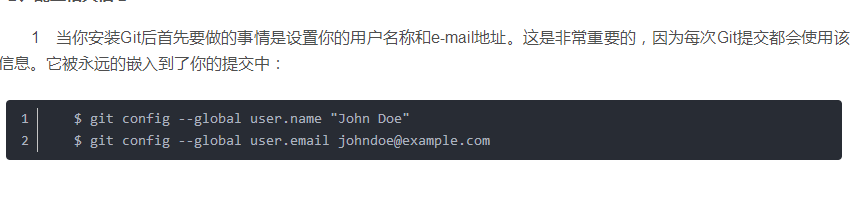 1 当你安装Git后首先要做的事情是设置你的用户名称和e-mail地址。这是非常重要的，因为每次Git提交都会使用该
信息。它被永远的嵌入到了你的提交中：
1 $ git config --global user.name "John Doe"
2 $ git config --global user.email johndoe@example.com